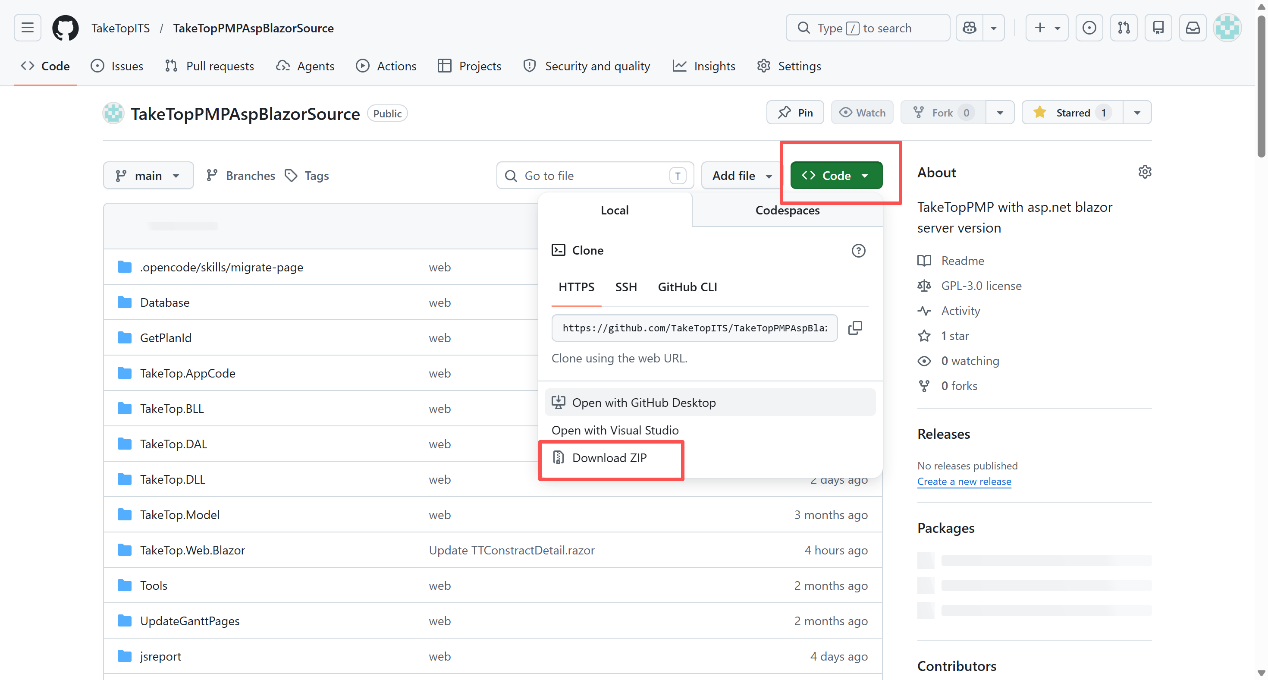 TakeTopITS / TakeTopPMPAspBlazorSource
Type / to search
Code Issues Pull requests Agents Actions Projects Security and quality Insights Settings
TakeTopPMPAspBlazorSource Public
Pin Watch Fork 0 Starred 1
main Branches Tags Go to file T Add file Code
Local Codespaces
Clone
HTTPS SSH GitHub CLI
https://github.com/TakeTopITS/TakeTopPMPAspBla
Clone using the web URL.
Open with GitHub Desktop
Open with Visual Studio
Download ZIP
.opencode/skills/migrate-page web
Database web
GetPlanId web
TakeTop.AppCode web
TakeTop.BLL web
TakeTop.DAL web
TakeTop.DLL web 2 days ago
TakeTop.Model web 3 months ago
TakeTop.Web.Blazor Update TTConstractDetail.razor 4 hours ago
Tools web 2 months ago
UpdateGanttPages web 2 months ago
jsreport web 4 days ago
About
TakeTopPMP with asp.net blazor
server version
Readme
GPL-3.0 license
Activity
1 star
0 watching
0 forks
Releases
No releases published
Create a new release
Packages
Contributors